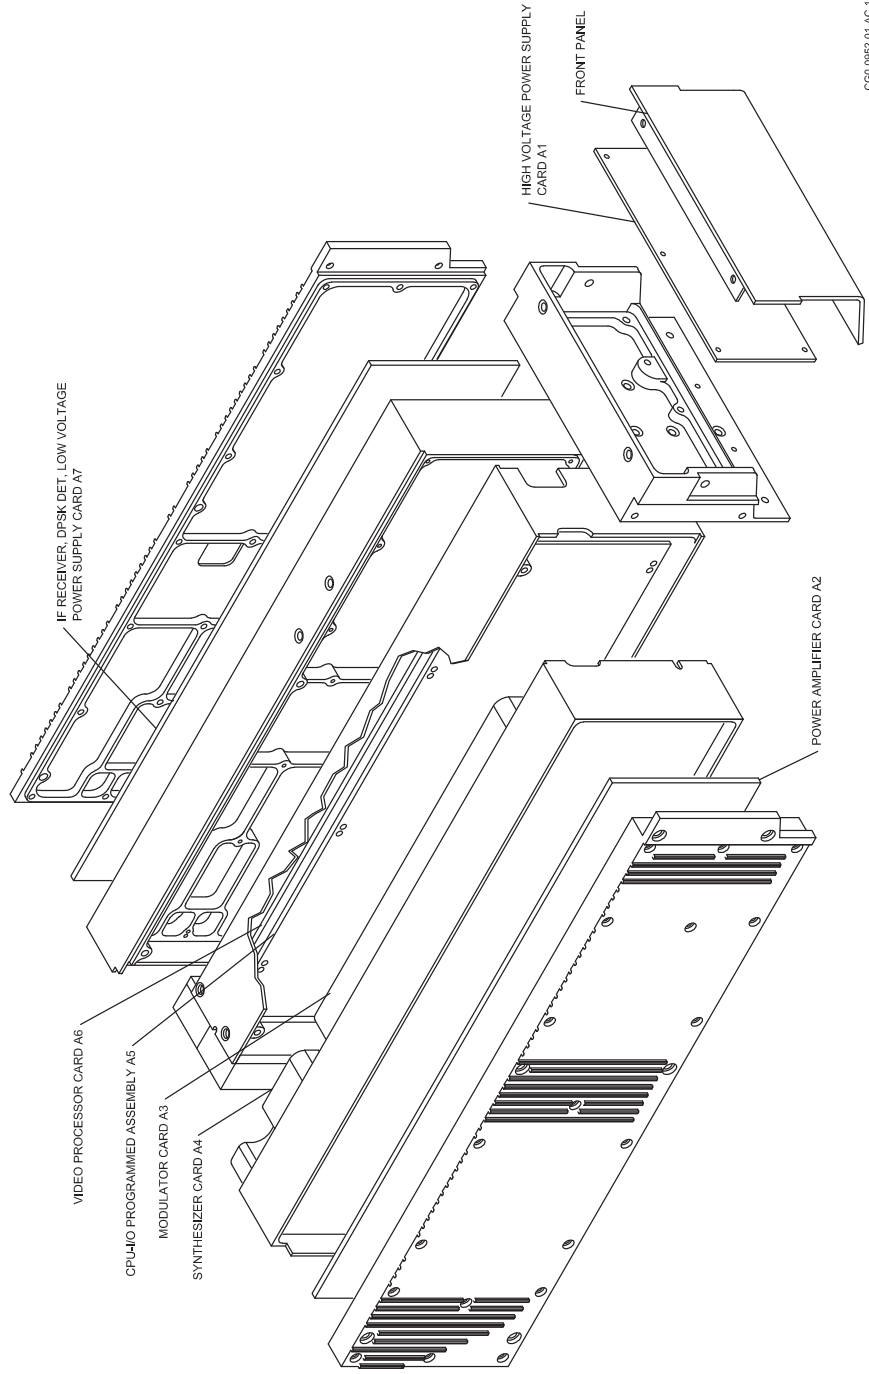 IF RECEIVER, DPSK DET, LOW VOLTAGE
POWER SUPPLY CARD A7
HIGH VOLTAGE POWER SUPPLY
CARD A1
FRONT PANEL
VIDEO PROCESSOR CARD A6
CPU-I/O PROGRAMMED ASSEMBLY A5
MODULATOR CARD A3
SYNTHESIZER CARD A4
POWER AMPLIFIER CARD A2